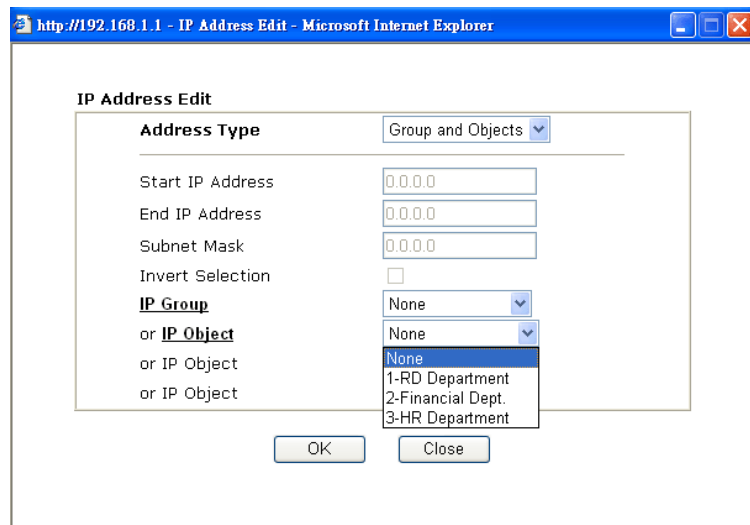 http://192.168.1.1 - IP Address Edit - Microsoft Internet Explorer
IP Address Edit
Address Type Group and Objects
Start IP Address 0.0.0.0
End IP Address 0.0.0.0
Subnet Mask 0.0.0.0
Invert Selection
IP Group None
or IP Object None
None
or IP Object 1-RD Department
2-Financial Dept.
or IP Object 3-HR Department
OK Close